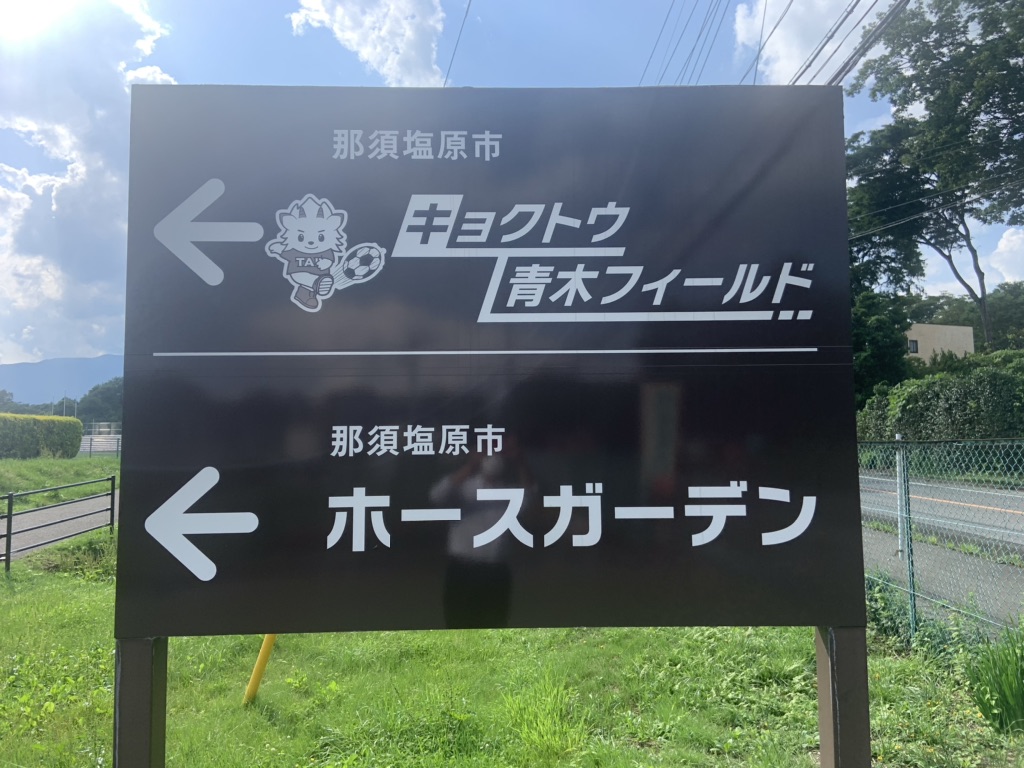 那須塩原市
キョクトウ
青木フィールド
那須塩原市
ホースガーデン